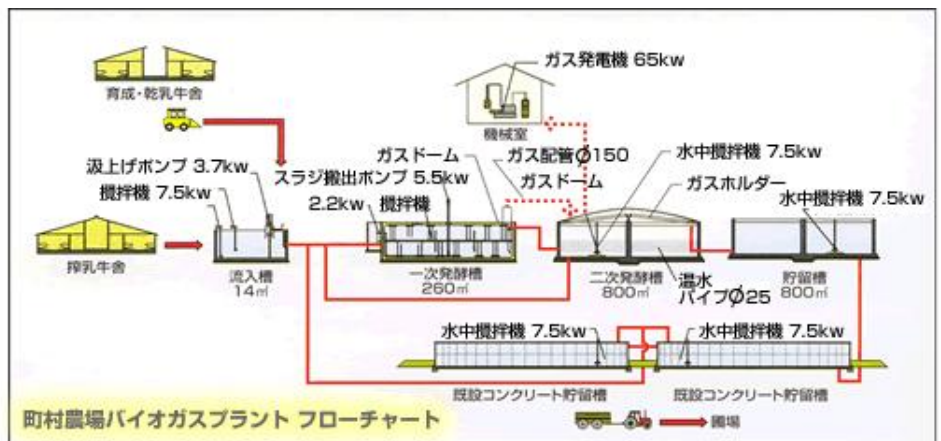 ガス発電機 65kw
育成・乾乳牛舎
機械室
汲上げポンプ 3.7kw
ガスドーム
ガス配管Ø150
水中攪拌機 7.5kw
スラジ搬出ポンプ 5.5kw
ガスドーム
ガスホルダー
攪拌機 7.5kw
2.2kw
攪拌機
水中攪拌機 7.5kw
搾乳牛舎
流入槽
14㎥
一次発酵槽
260㎥
二次発酵槽
800㎥
温水
パイプØ25
貯留槽
800㎥
水中攪拌機 7.5kw
水中攪拌機 7.5kw
既設コンクリート貯留槽
既設コンクリート貯留槽
町村農場バイオガスプラント フローチャート
圃場